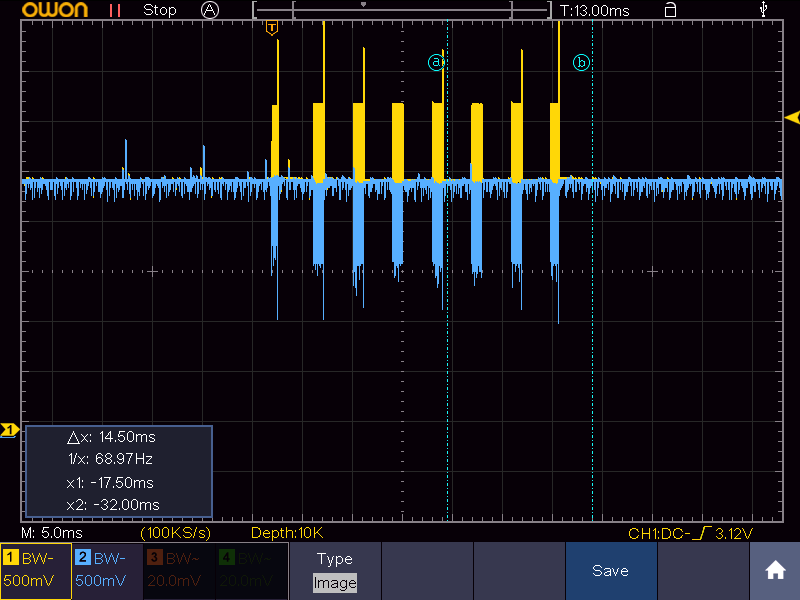 OWON Stop A T:13.00ms
T
a b
1
△x: 14.50ms
1/x: 68.97Hz
x1: -17.50ms
x2: -32.00ms
M: 5.0ms (100KS/s) Depth:10K CH1:DC- 3.12V
1 BW~ 2 BW~ 3 BW~ 4 BW~
500mV 500mV 20.0mV 20.0mV
Type
Image
Save